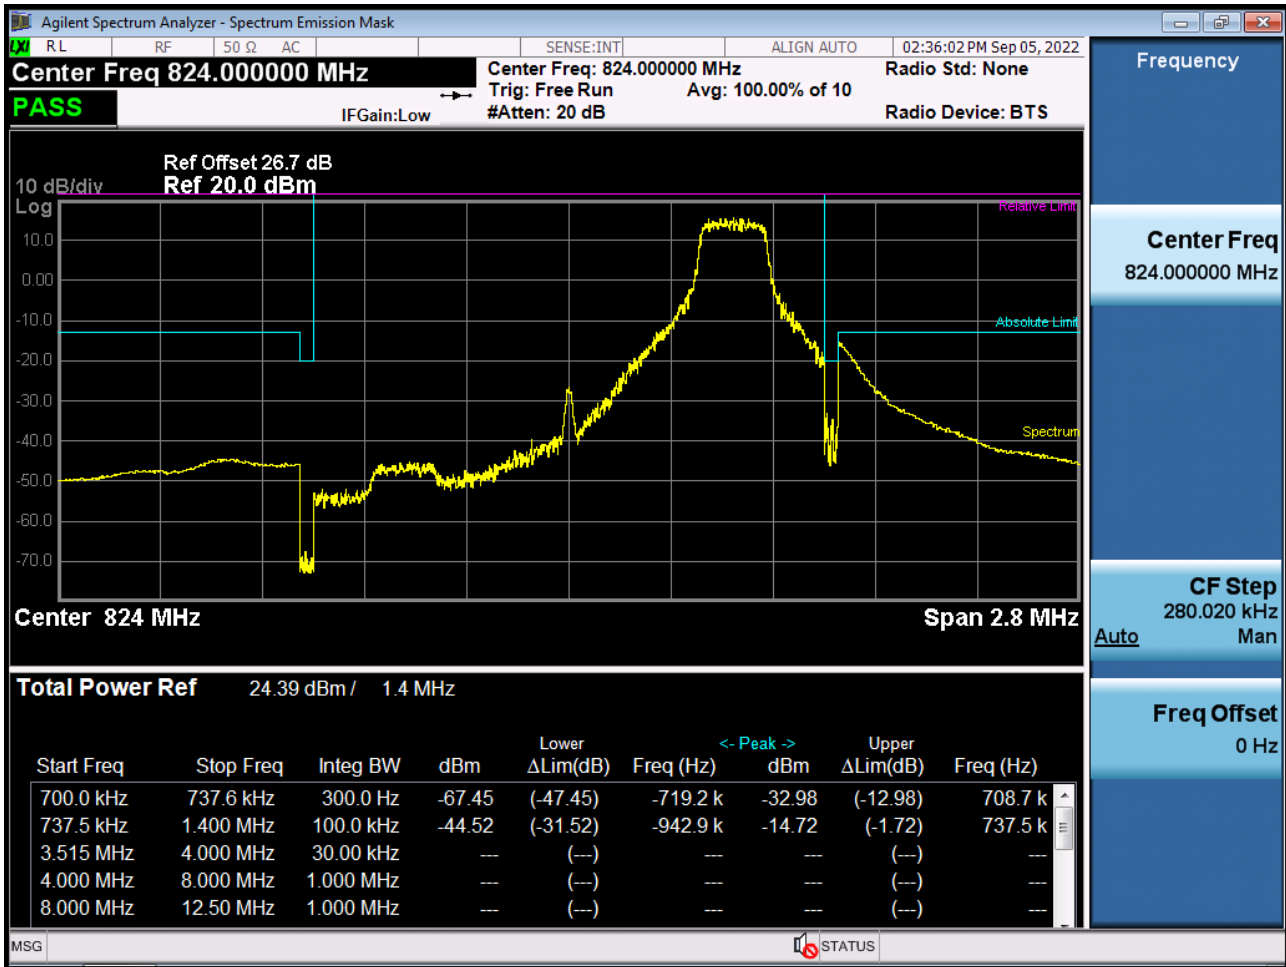 Agilent Spectrum Analyzer - Spectrum Emission Mask
LXI RL RF 50 Ω AC SENSE:INT ALIGN AUTO 02:36:02 PM Sep 05, 2022
Center Freq 824.000000 MHz Center Freq: 824.000000 MHz Radio Std: None
Trig: Free Run Avg: 100.00% of 10
PASS IFGain:Low #Atten: 20 dB Radio Device: BTS
Ref Offset 26.7 dB
10 dB/div Ref 20.0 dBm
Log
Relative Limit
10.0
0.00
-10.0
Absolute Limit
-20.0
-30.0
-40.0
Spectrum
-50.0
-60.0
-70.0
Center 824 MHz Span 2.8 MHz
Total Power Ref 24.39 dBm / 1.4 MHz
Lower <- Peak -> Upper
Start Freq Stop Freq Integ BW dBm ΔLim(dB) Freq (Hz) dBm ΔLim(dB) Freq (Hz)
700.0 kHz 737.6 kHz 300.0 Hz -67.45 (-47.45) -719.2 k -32.98 (-12.98) 708.7 k
737.5 kHz 1.400 MHz 100.0 kHz -44.52 (-31.52) -942.9 k -14.72 (-1.72) 737.5 k
3.515 MHz 4.000 MHz 30.00 kHz --- (---) --- --- (---) ---
4.000 MHz 8.000 MHz 1.000 MHz --- (---) --- --- (---) ---
8.000 MHz 12.50 MHz 1.000 MHz --- (---) --- --- (---) ---
MSG STATUS
Frequency
Center Freq
824.000000 MHz
CF Step
280.020 kHz
Auto Man
Freq Offset
0 Hz